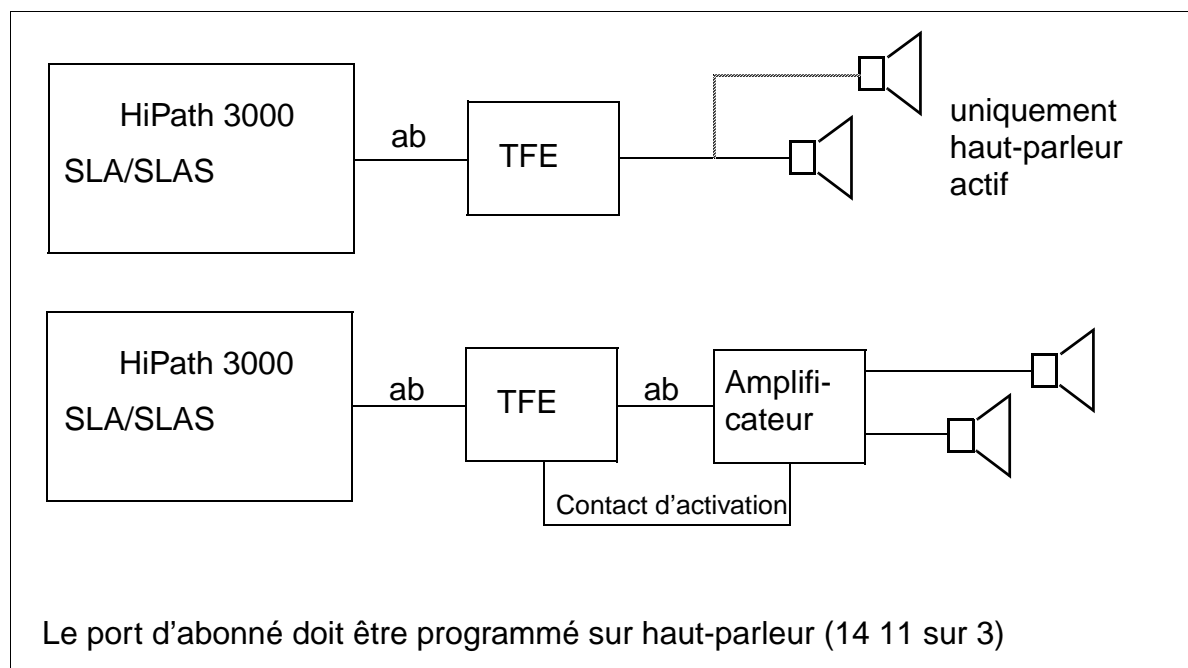 HiPath 3000
SLA/SLAS
ab
TFE
uniquement
haut-parleur
actif
HiPath 3000
SLA/SLAS
ab
TFE
ab
Amplifi-
cateur
Contact d’activation
Le port d’abonné doit être programmé sur haut-parleur (14 11 sur 3)